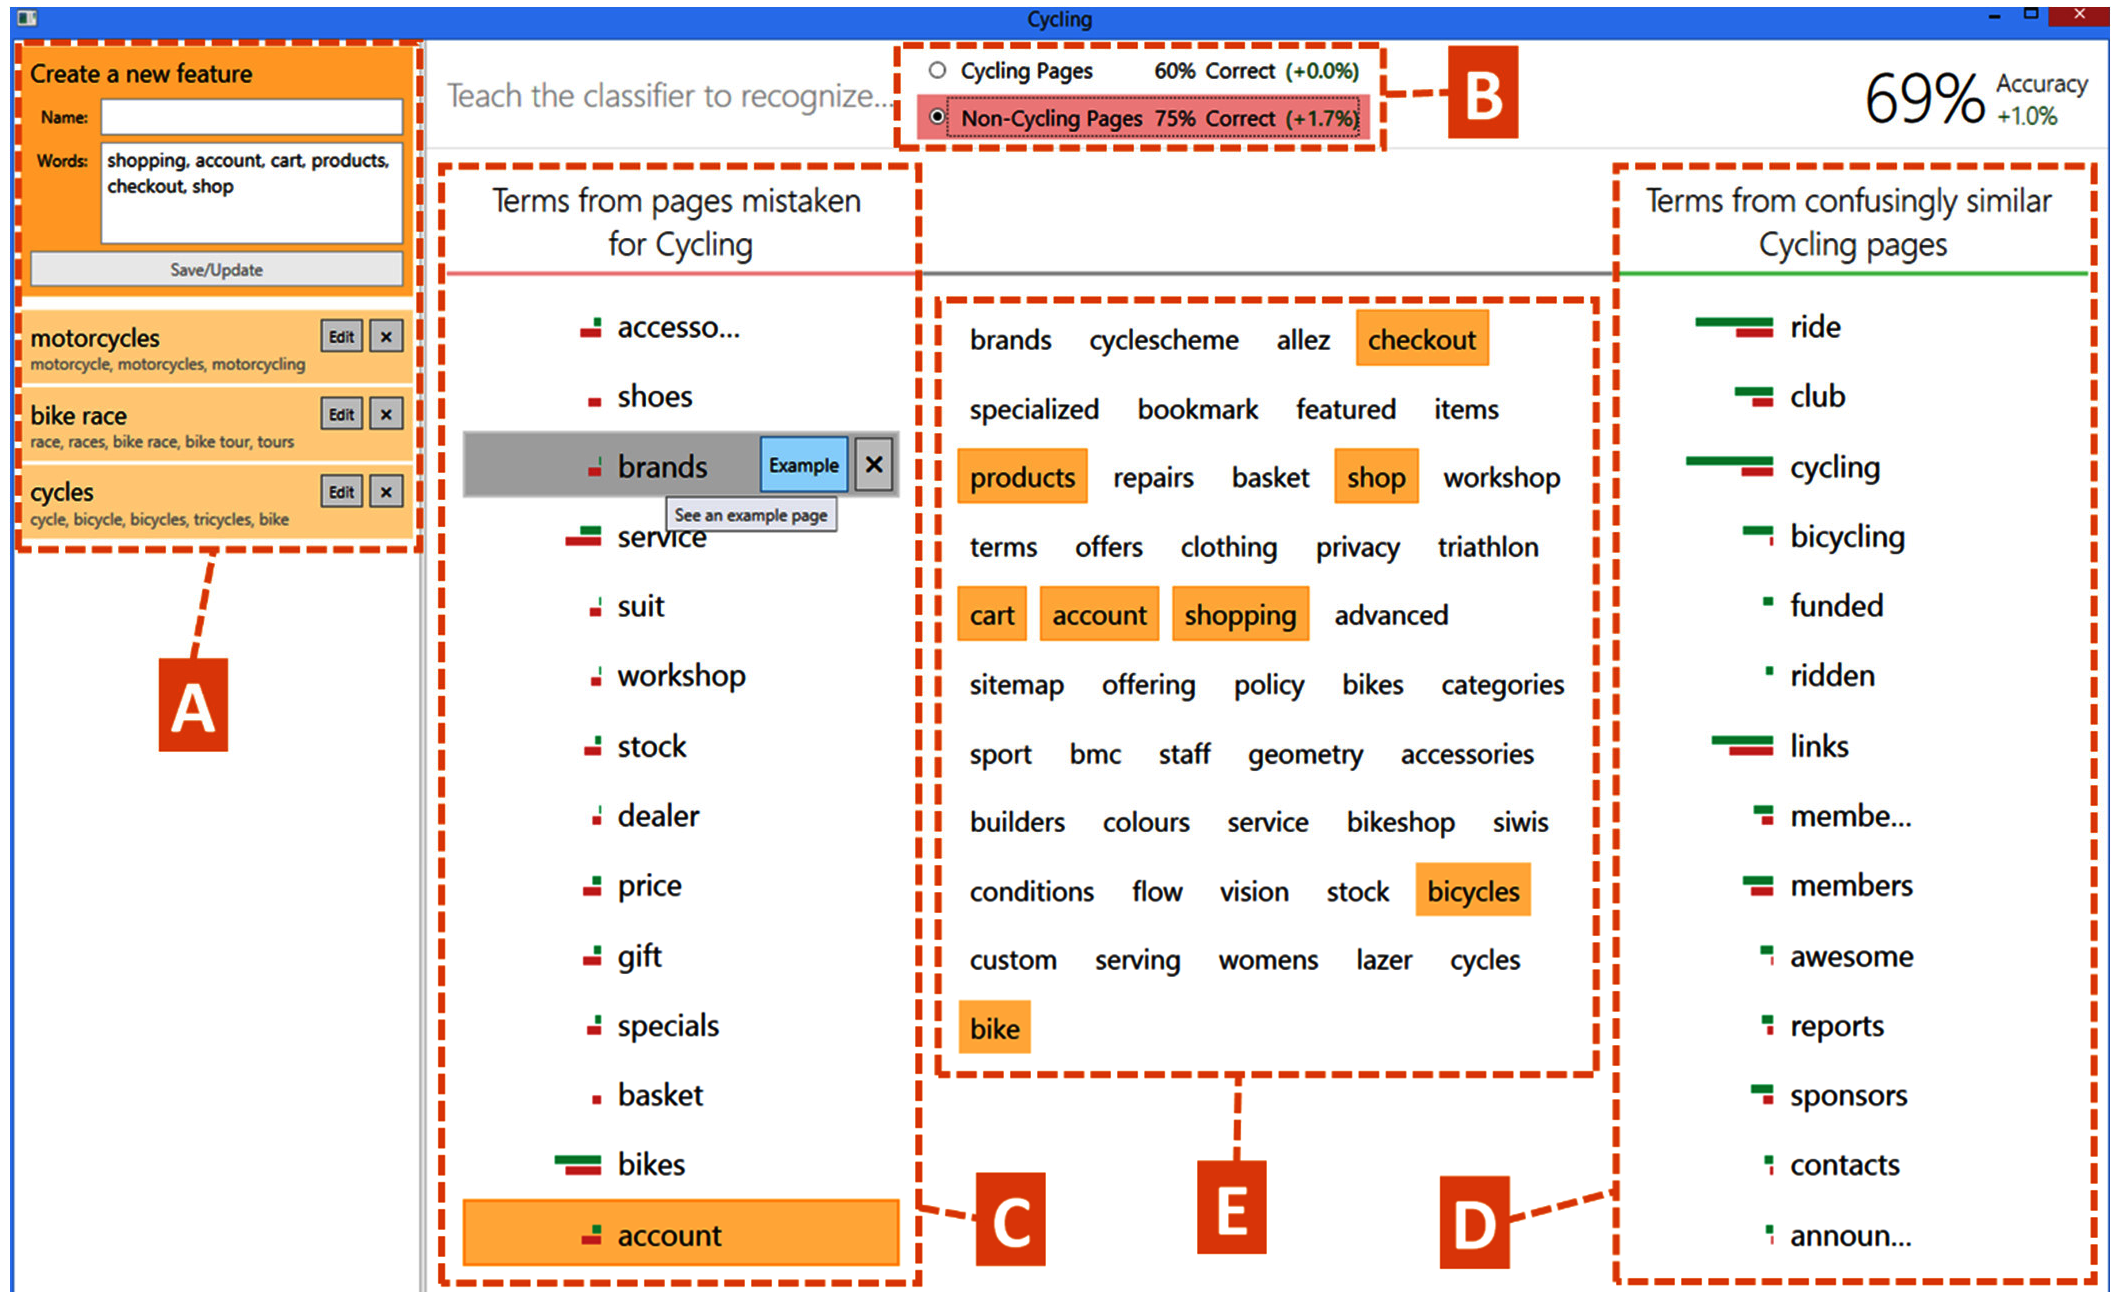 Cycling
Create a new feature
Name:
Words:
shopping, account, cart, products,
checkout, shop
Save/Update
motorcycles
Edit
×
motorcycle, motorcycles, motorcycling
bike race
Edit
×
race, races, bike race, bike tour, tours
cycles
Edit
×
cycle, bicycle, bicycles, tricycles, bike
A
Teach the classifier to recognize...
Cycling Pages 60% Correct (+0.0%)
Non-Cycling Pages 75% Correct (+1.7%)
B
69% Accuracy
+1.0%
Terms from pages mistaken
for Cycling
accesso...
shoes
brands Example ×
See an example page
service
suit
workshop
stock
dealer
price
gift
specials
basket
bikes
account
C
brands cyclescheme allez checkout
specialized bookmark featured items
products repairs basket shop workshop
terms offers clothing privacy triathlon
cart account shopping advanced
sitemap offering policy bikes categories
sport bmc staff geometry accessories
builders colours service bikeshop siwis
conditions flow vision stock bicycles
custom serving womens lazer cycles
bike
E
Terms from confusingly similar
Cycling pages
ride
club
cycling
bicycling
funded
ridden
links
membe...
members
awesome
reports
sponsors
contacts
announ...
D